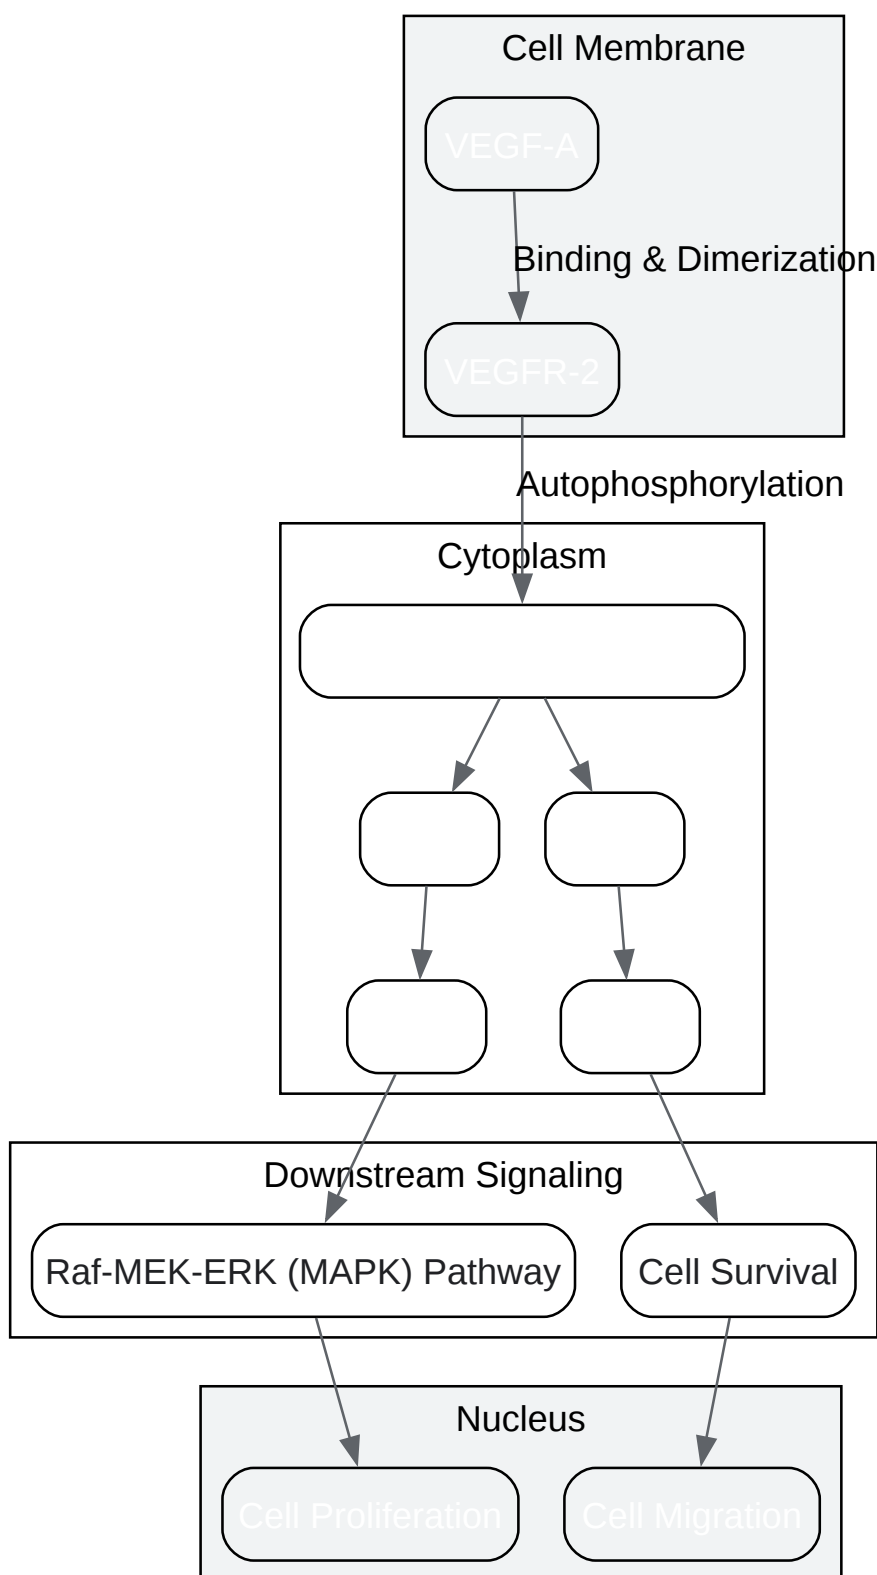 Cell Membrane
VEGF-A
Binding & Dimerization
VEGFR-2
Autophosphorylation
Cytoplasm
Downstream Signaling
Raf-MEK-ERK (MAPK) Pathway
Cell Survival
Nucleus
Cell Proliferation
Cell Migration